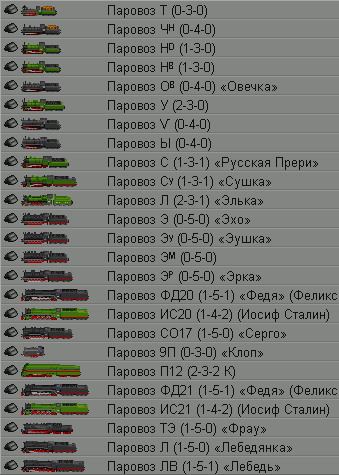 Паровоз Т (0-3-0)
Паровоз Чᴴ (0-4-0)
Паровоз Нᴰ (1-3-0)
Паровоз Нᴮ (1-3-0)
Паровоз Оᴮ (0-4-0) «Овечка»
Паровоз У (2-3-0)
Паровоз Ѵ (0-4-0)
Паровоз Ы (0-4-0)
Паровоз С (1-3-1) «Русская Прери»
Паровоз Су (1-3-1) «Сушка»
Паровоз Л (2-3-1) «Элька»
Паровоз Э (0-5-0) «Эхо»
Паровоз Эу (0-5-0) «Эушка»
Паровоз Эᴹ (0-5-0)
Паровоз Эᴾ (0-5-0) «Эрка»
Паровоз ФД20 (1-5-1) «Федя» (Феликс
Паровоз ИС20 (1-4-2) (Иосиф Сталин)
Паровоз СО17 (1-5-0) «Серго»
Паровоз 9П (0-3-0) «Клоп»
Паровоз П12 (2-3-2 К)
Паровоз ФД21 (1-5-1) «Федя» (Феликс
Паровоз ИС21 (1-4-2) (Иосиф Сталин)
Паровоз ТЭ (1-5-0) «Фрау»
Паровоз Л (1-5-0) «Лебедянка»
Паровоз ЛВ (1-5-1) «Лебедь»